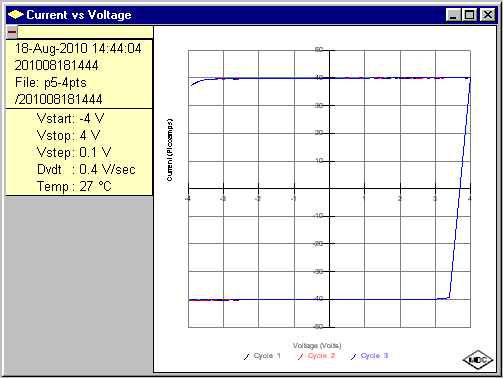 Current vs Voltage
18-Aug-2010 14:44:04
201008181444
File: p5-4pts
/201008181444
Vstart: -4 V
Vstop: 4 V
Vstep: 0.1 V
Dvdt : 0.4 V/sec
Temp : 27 °C
Current (Picoamps)
50
40
30
20
10
-4 -3 -2 -1 0 1 2 3 4
-10
-20
-30
-40
-50
Voltage (Volts)
Cycle 1 Cycle 2 Cycle 3
MDC